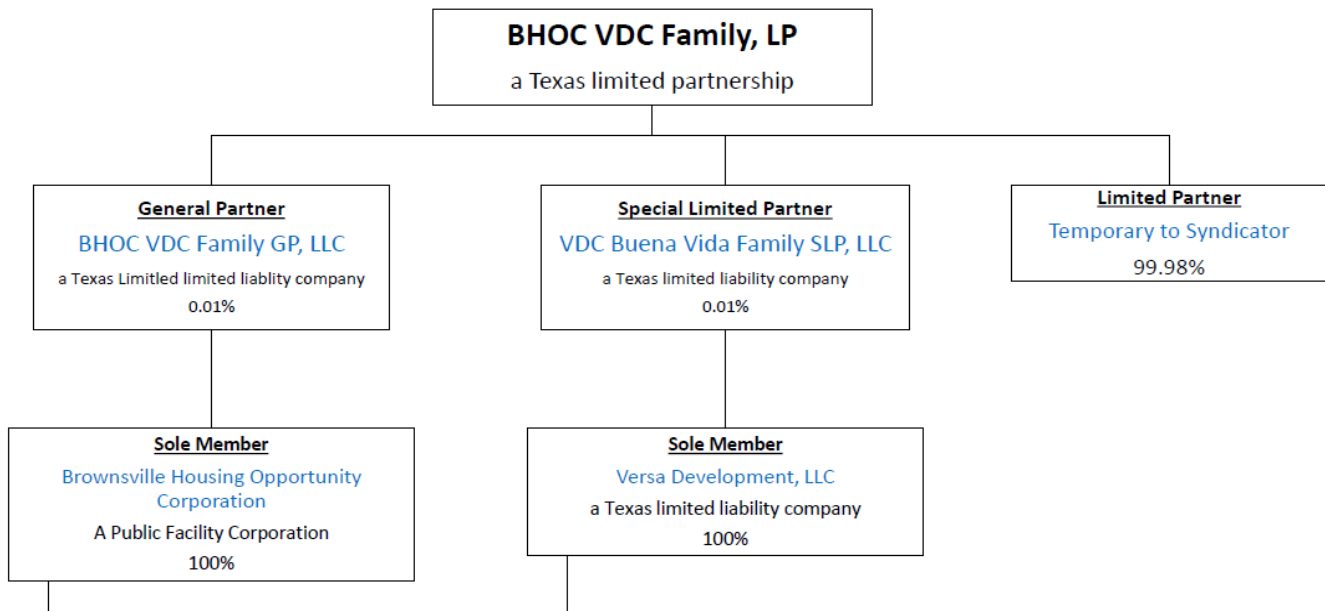 BHOC VDC Family, LP
a Texas limited partnership
General Partner
BHOC VDC Family GP, LLC
a Texas Limitled limited liablity company
0.01%
Special Limited Partner
VDC Buena Vida Family SLP, LLC
a Texas limited liability company
0.01%
Limited Partner
Temporary to Syndicator
99.98%
Sole Member
Brownsville Housing Opportunity
Corporation
A Public Facility Corporation
100%
Sole Member
Versa Development, LLC
a Texas limited liability company
100%